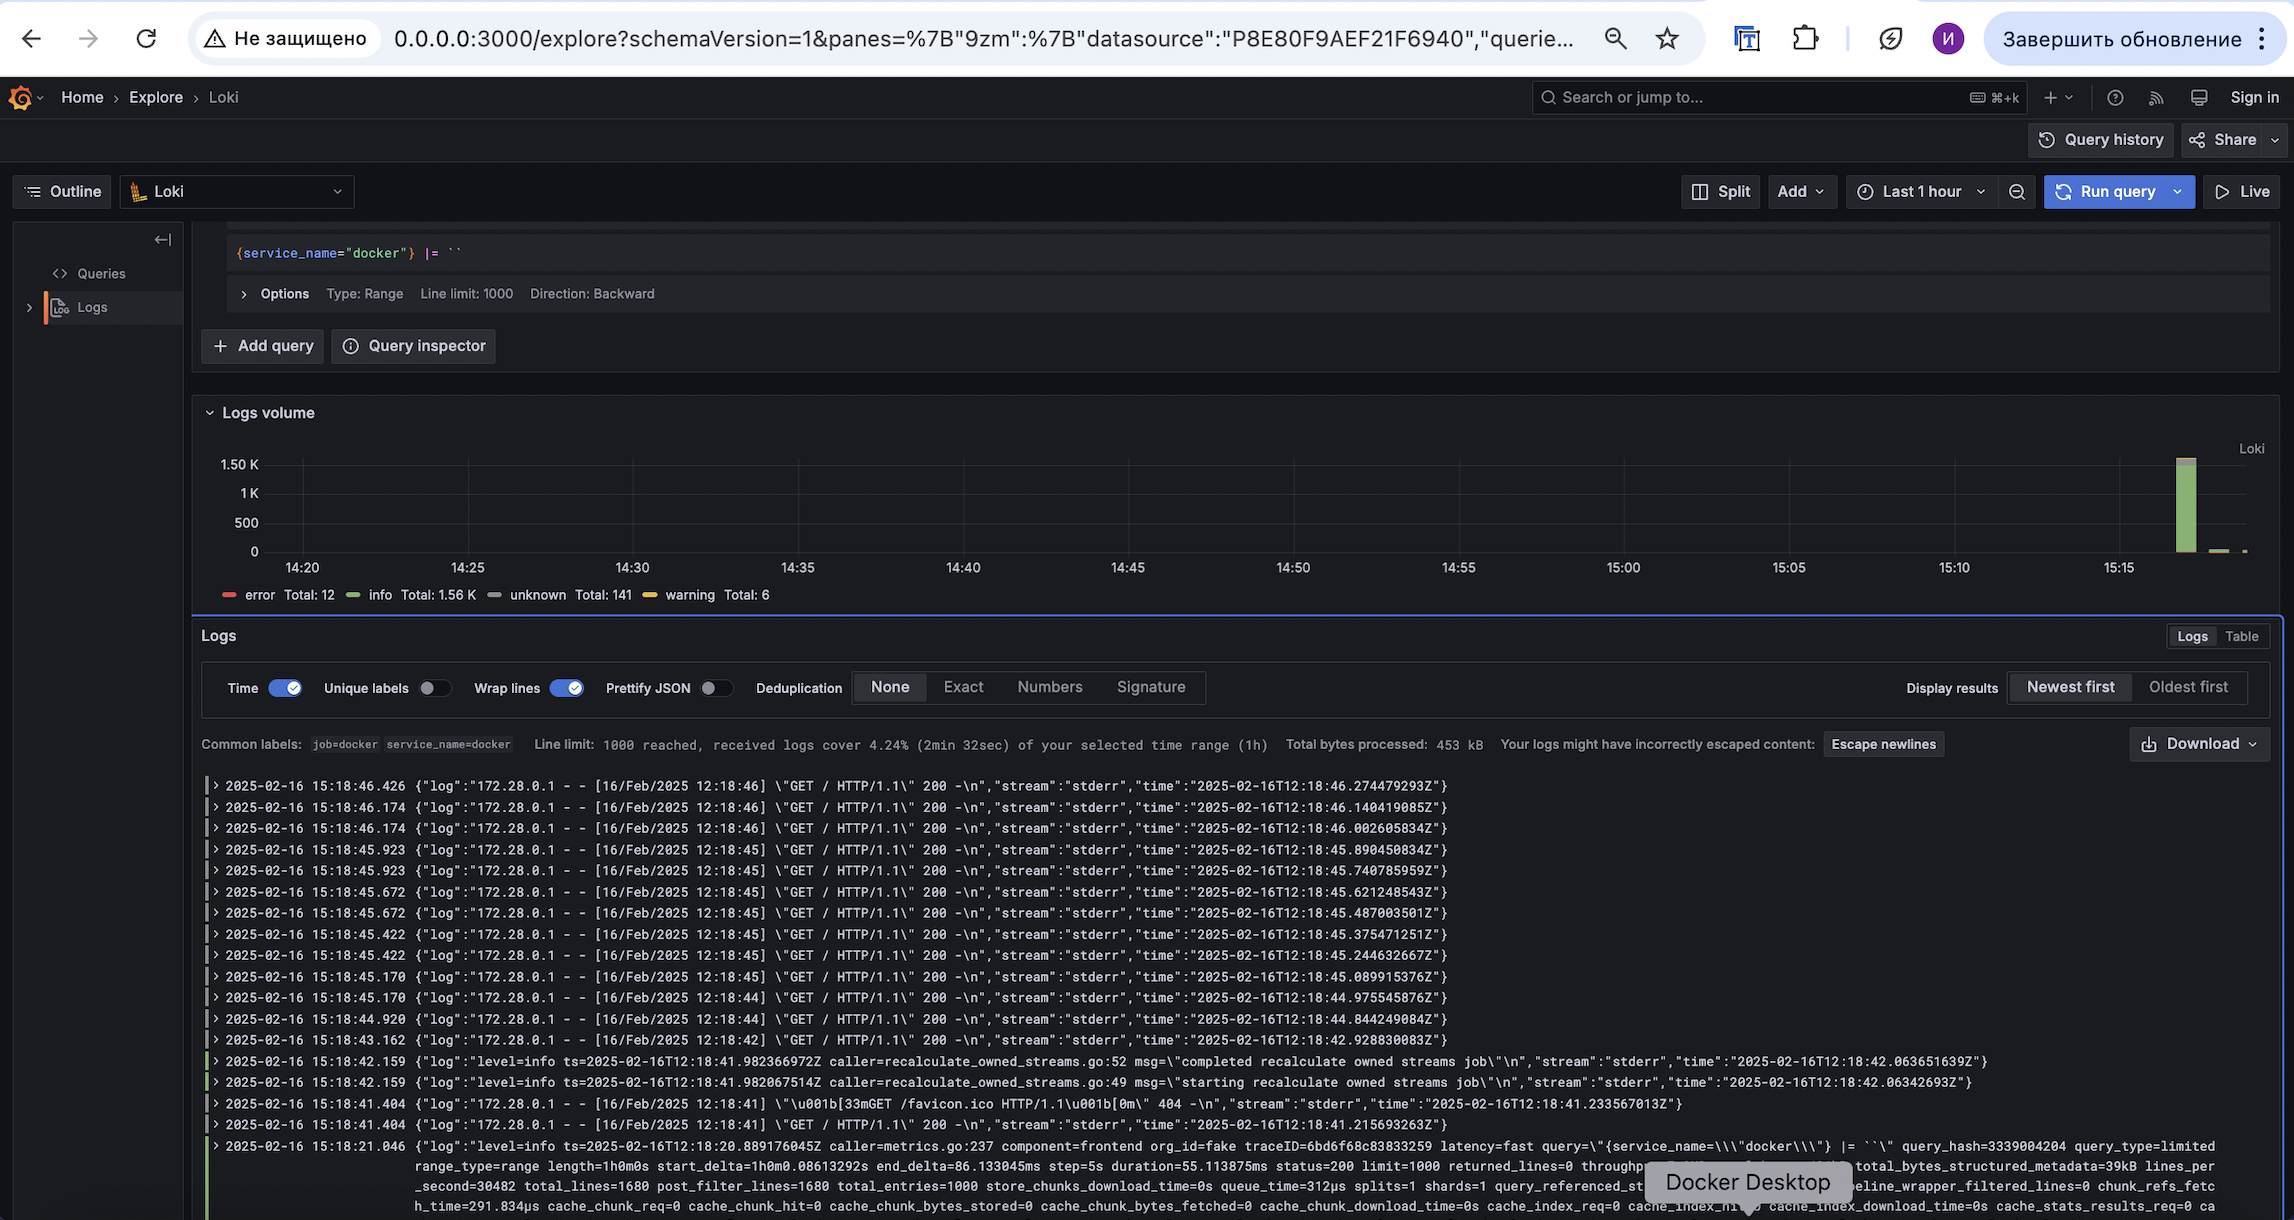 Не защищено 0.0.0.0:3000/explore?schemaVersion=1&panes=%7B"9zm":%7B"datasource":"P8E80F9AEF21F6940","querie... И Завершить обновление
Home › Explore › Loki Search or jump to... ⌘+k Sign in
Query history Share
Outline Loki Split Add Last 1 hour Run query Live
{service_name="docker"} |= ``
Queries
Options Type: Range Line limit: 1000 Direction: Backward
Logs
Add query Query inspector
Logs volume
Loki
1.50 K
1 K
500
0
14:20 14:25 14:30 14:35 14:40 14:45 14:50 14:55 15:00 15:05 15:10 15:15
error Total: 12 info Total: 1.56 K unknown Total: 141 warning Total: 6
Logs Logs Table
Time Unique labels Wrap lines Prettify JSON Deduplication None Exact Numbers Signature Display results Newest first Oldest first
Common labels: job=docker service_name=docker Line limit: 1000 reached, received logs cover 4.24% (2min 32sec) of your selected time range (1h) Total bytes processed: 453 kB Your logs might have incorrectly escaped content: Escape newlines Download
2025-02-16 15:18:46.426 {"log":"172.28.0.1 - - [16/Feb/2025 12:18:46] \"GET / HTTP/1.1\" 200 -\n","stream":"stderr","time":"2025-02-16T12:18:46.274479293Z"}
2025-02-16 15:18:46.174 {"log":"172.28.0.1 - - [16/Feb/2025 12:18:46] \"GET / HTTP/1.1\" 200 -\n","stream":"stderr","time":"2025-02-16T12:18:46.140419085Z"}
2025-02-16 15:18:46.174 {"log":"172.28.0.1 - - [16/Feb/2025 12:18:46] \"GET / HTTP/1.1\" 200 -\n","stream":"stderr","time":"2025-02-16T12:18:46.002605834Z"}
2025-02-16 15:18:45.923 {"log":"172.28.0.1 - - [16/Feb/2025 12:18:45] \"GET / HTTP/1.1\" 200 -\n","stream":"stderr","time":"2025-02-16T12:18:45.890450834Z"}
2025-02-16 15:18:45.923 {"log":"172.28.0.1 - - [16/Feb/2025 12:18:45] \"GET / HTTP/1.1\" 200 -\n","stream":"stderr","time":"2025-02-16T12:18:45.740785959Z"}
2025-02-16 15:18:45.672 {"log":"172.28.0.1 - - [16/Feb/2025 12:18:45] \"GET / HTTP/1.1\" 200 -\n","stream":"stderr","time":"2025-02-16T12:18:45.621248543Z"}
2025-02-16 15:18:45.672 {"log":"172.28.0.1 - - [16/Feb/2025 12:18:45] \"GET / HTTP/1.1\" 200 -\n","stream":"stderr","time":"2025-02-16T12:18:45.487003501Z"}
2025-02-16 15:18:45.422 {"log":"172.28.0.1 - - [16/Feb/2025 12:18:45] \"GET / HTTP/1.1\" 200 -\n","stream":"stderr","time":"2025-02-16T12:18:45.375471251Z"}
2025-02-16 15:18:45.422 {"log":"172.28.0.1 - - [16/Feb/2025 12:18:45] \"GET / HTTP/1.1\" 200 -\n","stream":"stderr","time":"2025-02-16T12:18:45.244632667Z"}
2025-02-16 15:18:45.170 {"log":"172.28.0.1 - - [16/Feb/2025 12:18:45] \"GET / HTTP/1.1\" 200 -\n","stream":"stderr","time":"2025-02-16T12:18:45.089915376Z"}
2025-02-16 15:18:45.170 {"log":"172.28.0.1 - - [16/Feb/2025 12:18:44] \"GET / HTTP/1.1\" 200 -\n","stream":"stderr","time":"2025-02-16T12:18:44.975545876Z"}
2025-02-16 15:18:44.920 {"log":"172.28.0.1 - - [16/Feb/2025 12:18:44] \"GET / HTTP/1.1\" 200 -\n","stream":"stderr","time":"2025-02-16T12:18:44.844249084Z"}
2025-02-16 15:18:43.162 {"log":"172.28.0.1 - - [16/Feb/2025 12:18:42] \"GET / HTTP/1.1\" 200 -\n","stream":"stderr","time":"2025-02-16T12:18:42.928830083Z"}
2025-02-16 15:18:42.159 {"log":"level=info ts=2025-02-16T12:18:41.982366972Z caller=recalculate_owned_streams.go:52 msg=\"completed recalculate owned streams job\"\n","stream":"stderr","time":"2025-02-16T12:18:42.063651639Z"}
2025-02-16 15:18:42.159 {"log":"level=info ts=2025-02-16T12:18:41.982067514Z caller=recalculate_owned_streams.go:49 msg=\"starting recalculate owned streams job\"\n","stream":"stderr","time":"2025-02-16T12:18:42.06342693Z"}
2025-02-16 15:18:41.404 {"log":"172.28.0.1 - - [16/Feb/2025 12:18:41] \"\u001b[33mGET /favicon.ico HTTP/1.1\u001b[0m\" 404 -\n","stream":"stderr","time":"2025-02-16T12:18:41.233567013Z"}
2025-02-16 15:18:41.404 {"log":"172.28.0.1 - - [16/Feb/2025 12:18:41] \"GET / HTTP/1.1\" 200 -\n","stream":"stderr","time":"2025-02-16T12:18:41.215693263Z"}
2025-02-16 15:18:21.046 {"log":"level=info ts=2025-02-16T12:18:20.889176045Z caller=metrics.go:237 component=frontend org_id=fake traceID=6bd6f68c83833259 latency=fast query=\"{service_name=\\\"docker\\\"} |= ``\" query_hash=3339004204 query_type=limited
range_type=range length=1h0m0s start_delta=1h0m0.08613292s end_delta=86.133045ms step=5s duration=55.113875ms status=200 limit=1000 returned_lines=0 throughp total_bytes_structured_metadata=39kB lines_per
_second=30482 total_lines=1680 post_filter_lines=1680 total_entries=1000 store_chunks_download_time=0s queue_time=312µs splits=1 shards=1 query_referenced_st Docker Desktop eline_wrapper_filtered_lines=0 chunk_refs_fetc
h_time=291.834µs cache_chunk_req=0 cache_chunk_hit=0 cache_chunk_bytes_stored=0 cache_chunk_bytes_fetched=0 cache_chunk_download_time=0s cache_index_req=0 cache_index_hit=0 cache_index_download_time=0s cache_stats_results_req=0 ca